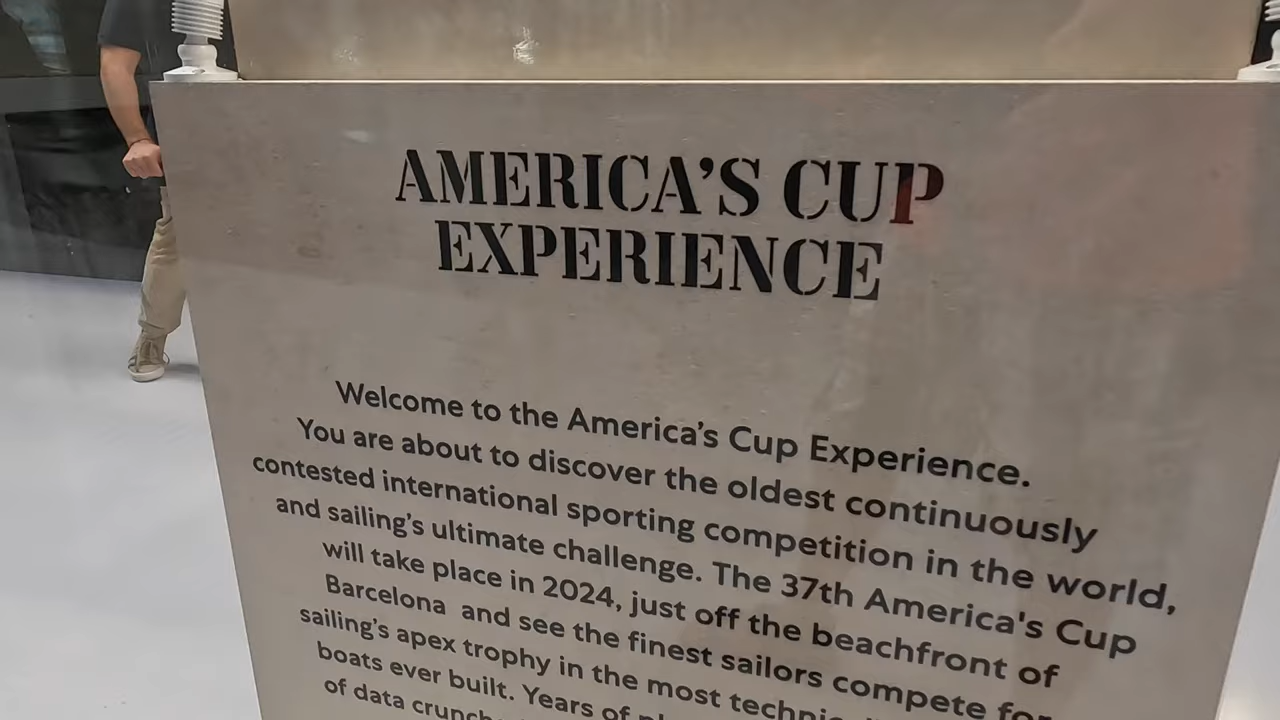 AMERICA'S CUP
EXPERIENCE
Welcome to the America's Cup Experience.
You are about to discover the oldest continuously
contested international sporting competition in the world,
and sailing's ultimate challenge. The 37th America's Cup
will take place in 2024, just off the beachfront of
Barcelona and see the finest sailors compete for
sailing's apex trophy in the most
boats ever built. Years of
of data